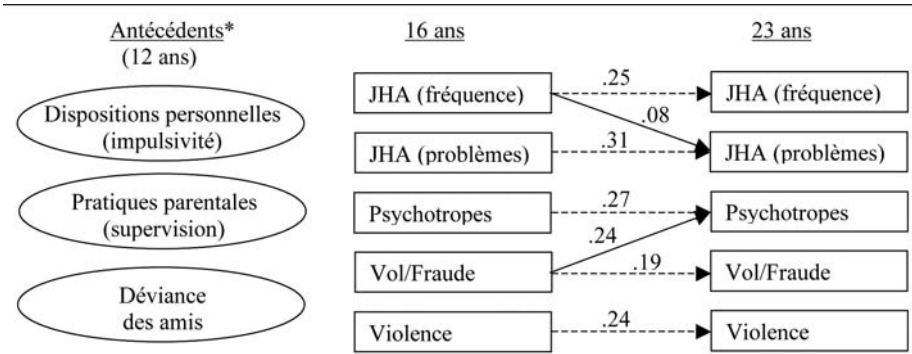 Antécédents*
(12 ans)
16 ans
23 ans
Dispositions personnelles
(impulsivité)
Pratiques parentales
(supervision)
Déviance
des amis
JHA (fréquence)
.25
JHA (fréquence)
.08
JHA (problèmes)
.31
JHA (problèmes)
Psychotropes
.27
Psychotropes
.24
Vol/Fraude
.19
Vol/Fraude
Violence
.24
Violence